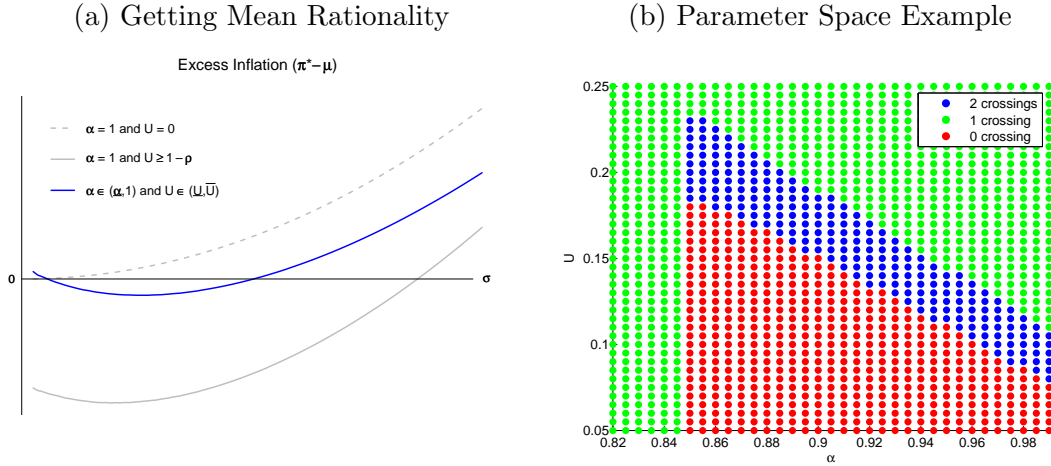 (a) Getting Mean Rationality
Excess Inflation (π*−μ)
α = 1 and U = 0
α = 1 and U ≥ 1−ρ
α ∈ (α̲,1) and U ∈ (U̲,U̅)
0
σ
(b) Parameter Space Example
2 crossings
1 crossing
0 crossing
0.25
0.2
0.15
0.1
0.05
U
0.82 0.84 0.86 0.88 0.9 0.92 0.94 0.96 0.98
α